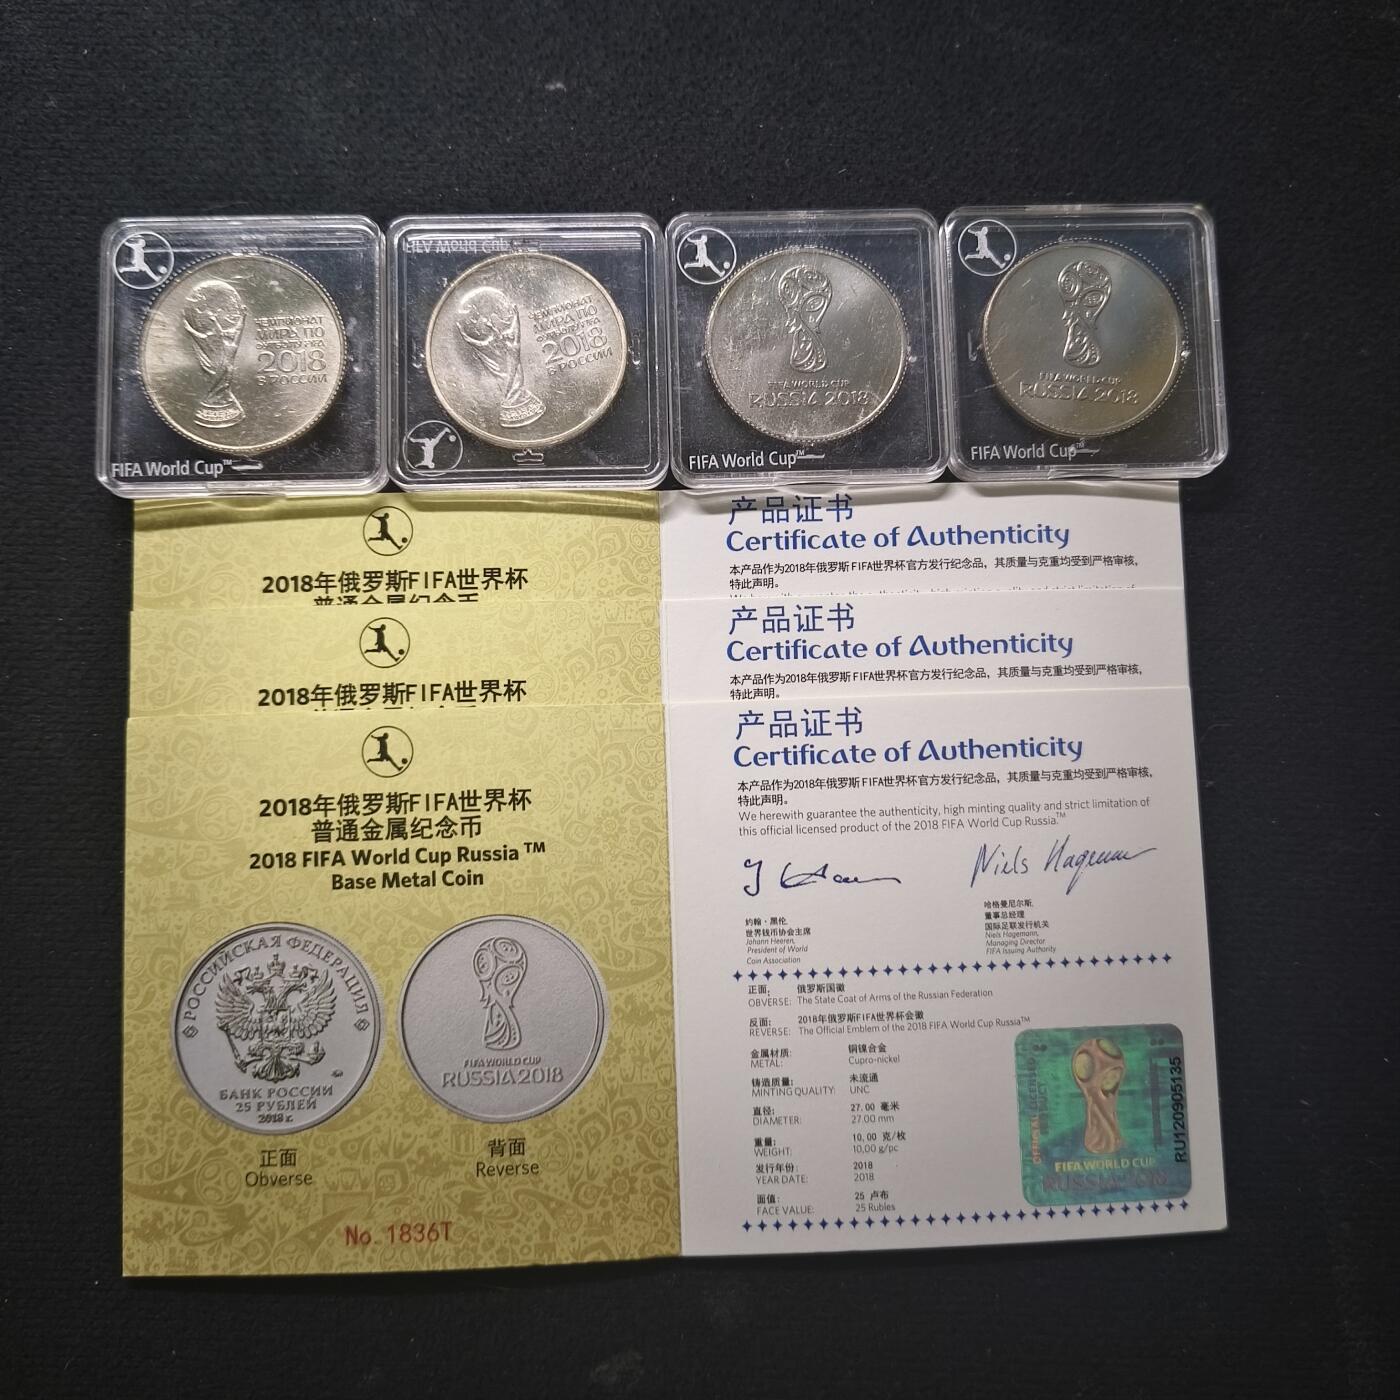 ЧЕМПИОНАТ
МИРА ПО
ФУТБОЛУ FIFA
2018
В РОССИИ
FIFA World Cup™
FIFA World Cup
ЧЕМПИОНАТ
МИРА ПО
ФУТБОЛУ FIFA
2018
В РОССИИ
FIFA WORLD CUP
RUSSIA 2018
FIFA World Cup™
FIFA WORLD CUP
RUSSIA 2018
FIFA World Cup™
2018年俄罗斯FIFA世界杯
普通金属纪念币
产品证书
Certificate of Authenticity
本产品作为2018年俄罗斯FIFA世界杯官方发行纪念品，其质量与克重均受到严格审核，
特此声明。
2018年俄罗斯FIFA世界杯
产品证书
Certificate of Authenticity
本产品作为2018年俄罗斯FIFA世界杯官方发行纪念品，其质量与克重均受到严格审核，
特此声明。
2018年俄罗斯FIFA世界杯
普通金属纪念币
2018 FIFA World Cup Russia™
Base Metal Coin
РОССИЙСКАЯ ФЕДЕРАЦИЯ
БАНК РОССИИ
25 РУБЛЕЙ
2018 г.
FIFA WORLD CUP
RUSSIA 2018
正面
Obverse
背面
Reverse
No. 1836T
产品证书
Certificate of Authenticity
本产品作为2018年俄罗斯FIFA世界杯官方发行纪念品，其质量与克重均受到严格审核，
特此声明。
We herewith guarantee the authenticity, high minting quality and strict limitation of
this official licensed product of the 2018 FIFA World Cup Russia.™
Niels Hagemann
约翰·黑伦，
世界钱币协会主席
Johann Heeren,
President of World
Coin Association
哈格曼尼尔斯，
董事总经理
国际足联发行机关
Niels Hagemann,
Managing Director
FIFA Issuing Authority
正面： 俄罗斯国徽
OBVERSE: The State Coat of Arms of the Russian Federation
反面： 2018年俄罗斯FIFA世界杯会徽
REVERSE: The Official Emblem of the 2018 FIFA World Cup Russia™
金属材质： 铜镍合金
METAL: Cupro-nickel
铸造质量： 未流通
MINTING QUALITY: UNC
直径： 27.00 毫米
DIAMETER: 27.00 mm
重量： 10.00 克/枚
WEIGHT: 10.00 g/pc
发行年份： 2018
YEAR DATE: 2018
面值： 25 卢布
FACE VALUE: 25 Rubles
OFFICIAL LICENSED PRODUCT
FIFA WORLD CUP
RUSSIA 2018
RU120905135